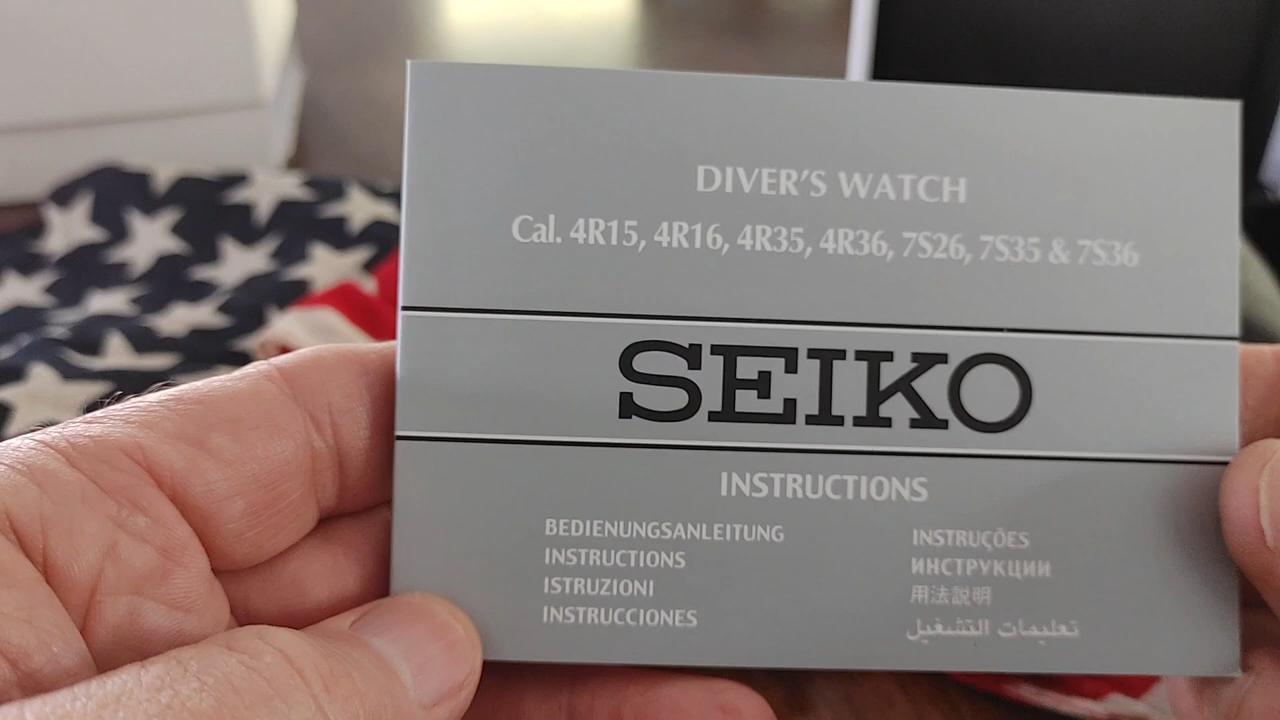 DIVER'S WATCH
Cal. 4R15, 4R16, 4R35, 4R36, 7S26, 7S35 & 7S36
SEIKO
INSTRUCTIONS
BEDIENUNGSANLEITUNG
INSTRUCTIONS
ISTRUZIONI
INSTRUCCIONES
INSTRUÇÕES
ИНСТРУКЦИИ
用法説明
تعليمات التشغيل